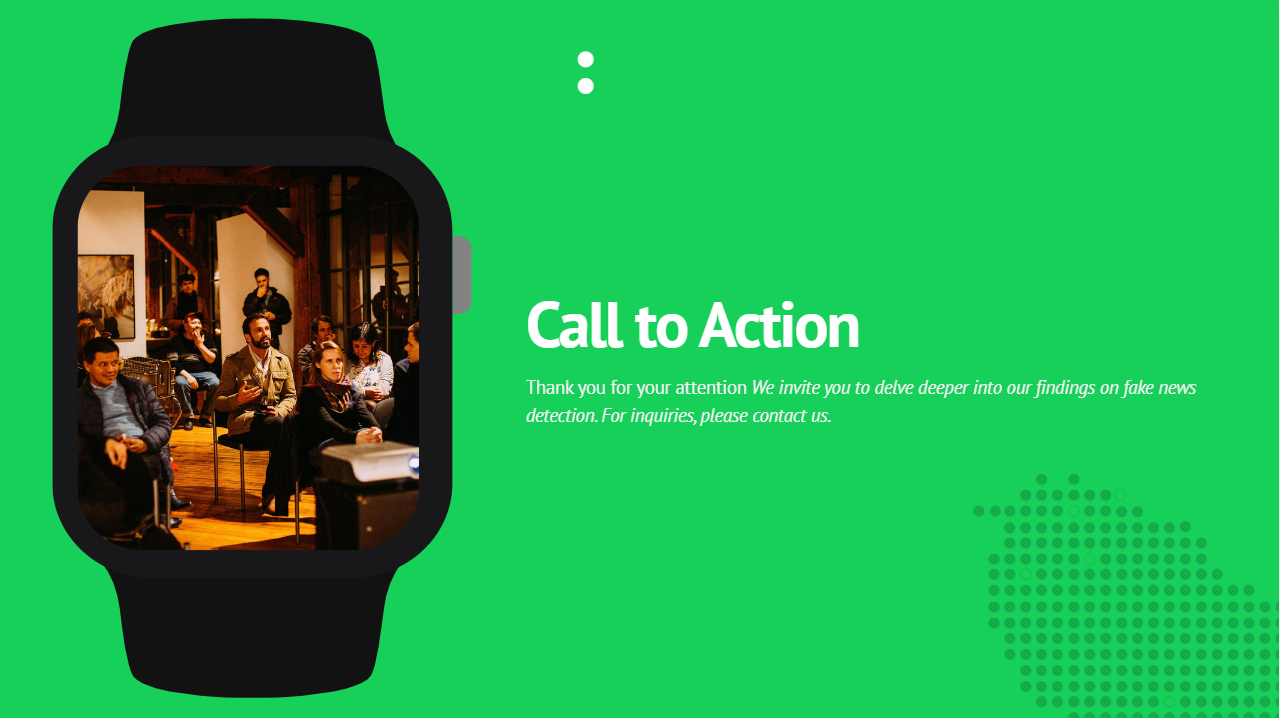 Call to Action
Thank you for your attention We invite you to delve deeper into our findings on fake news
detection. For inquiries, please contact us.